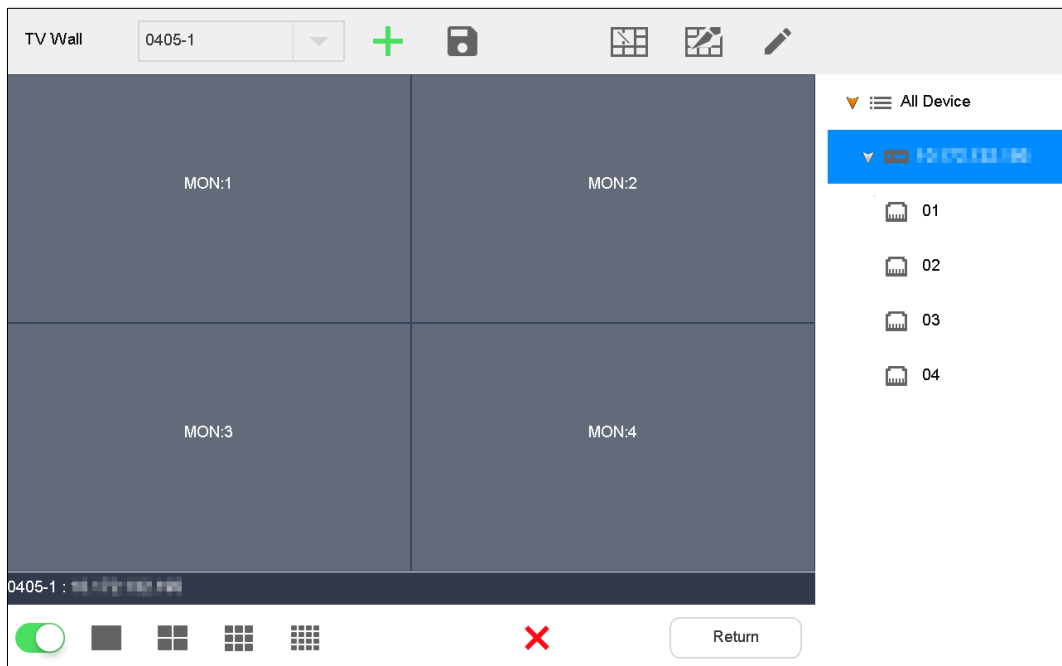 TV Wall
0405-1
All Device
MON:1
MON:2
01
02
03
04
MON:3
MON:4
0405-1 :
Return